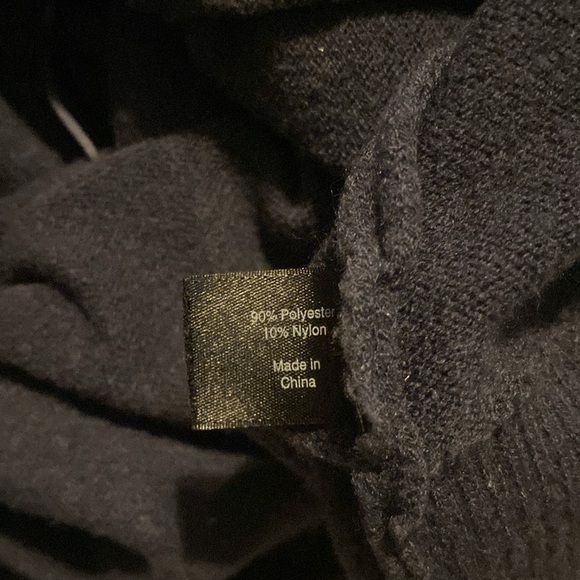 90% Polyester
10% Nylon
Made in
China